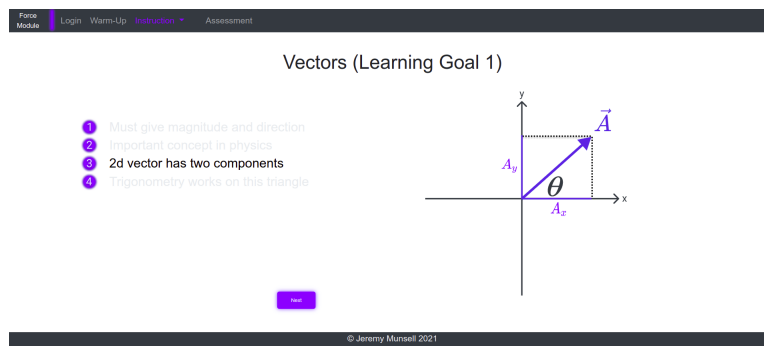 Force
Module
Login Warm-Up Instruction Assessment
Vectors (Learning Goal 1)
1 Must give magnitude and direction
2 Important concept in physics
3 2d vector has two components
4 Trigonometry works on this triangle
y
A
A_y
θ
x
A_x
Next
© Jeremy Munsell 2021